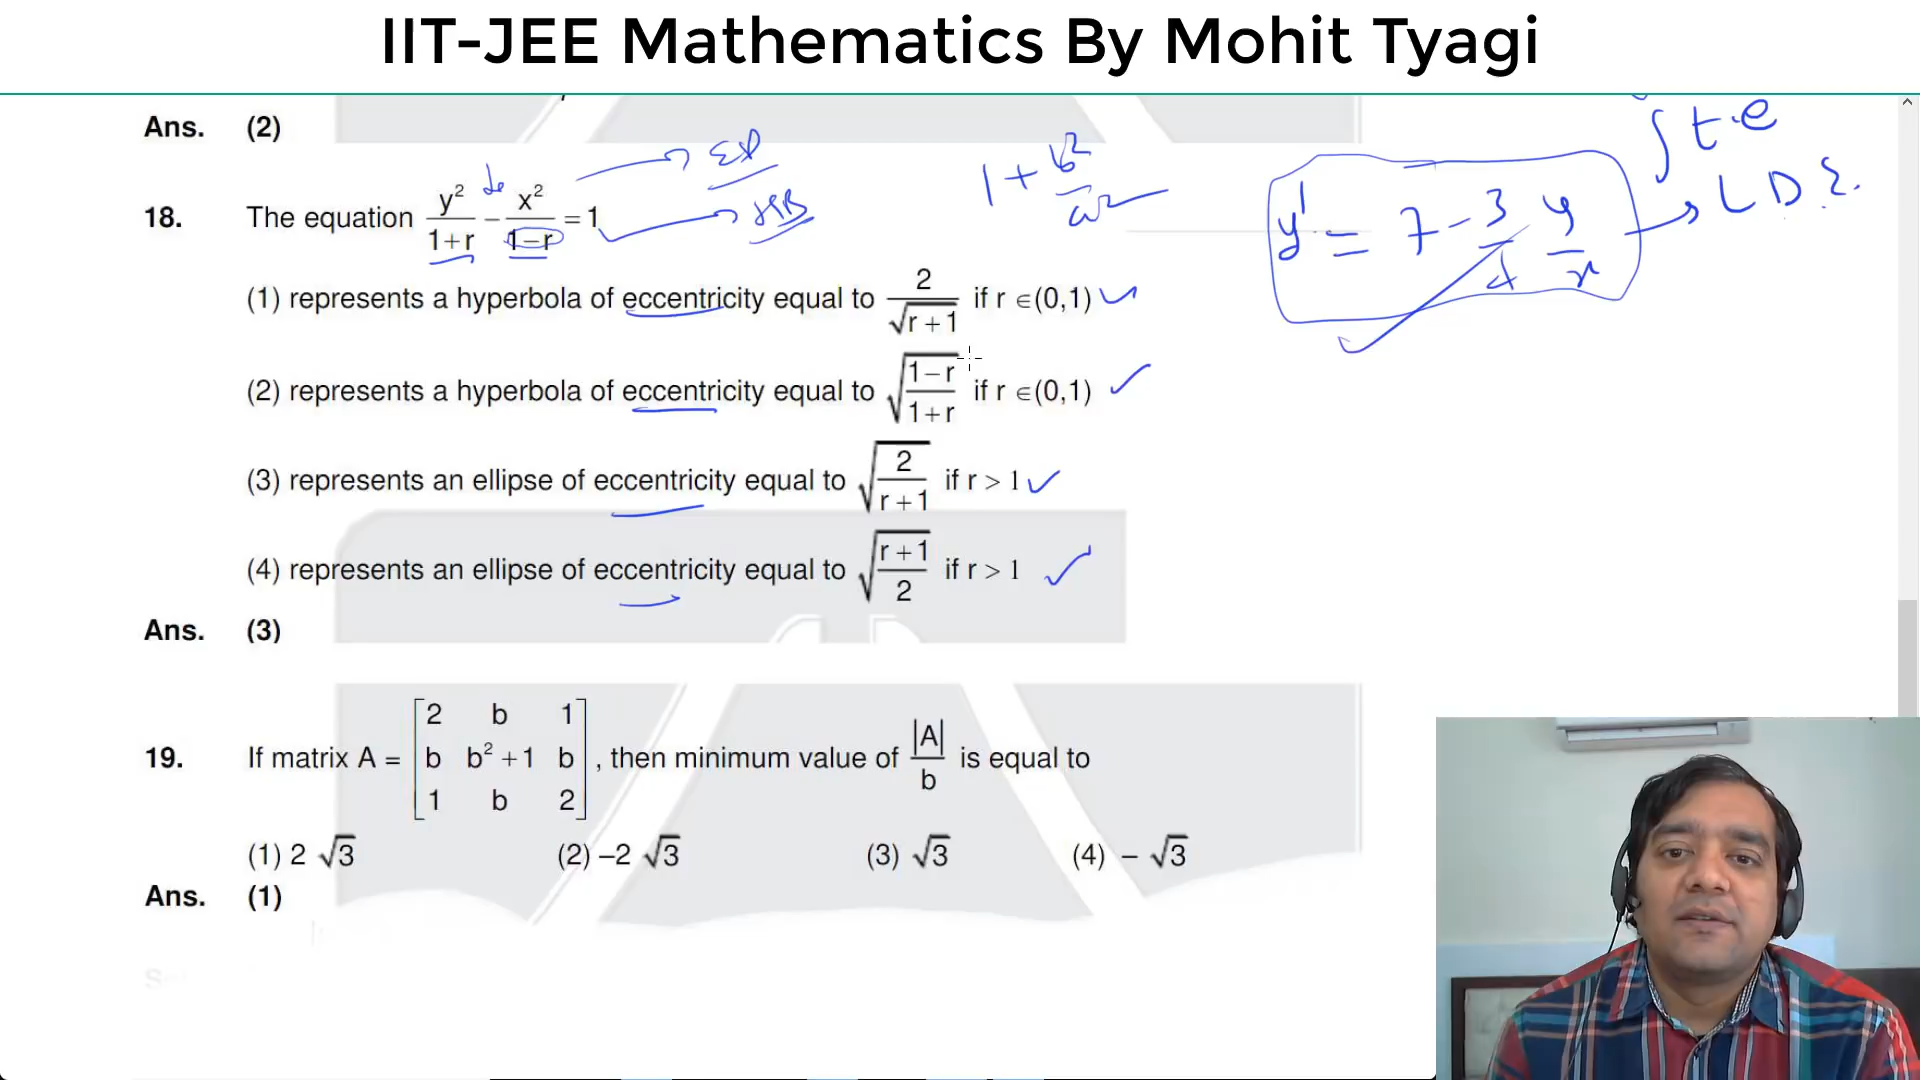 IIT-JEE Mathematics By Mohit Tyagi
Ans. (2)
18. The equation y²/(1+r) − x²/(1−r) = 1
(1) represents a hyperbola of eccentricity equal to 2/√(r+1) if r ∈(0,1)
(2) represents a hyperbola of eccentricity equal to √((1−r)/(1+r)) if r ∈(0,1)
(3) represents an ellipse of eccentricity equal to √(2/(r+1)) if r > 1
(4) represents an ellipse of eccentricity equal to √((r+1)/2) if r > 1
Ans. (3)
1 + b²/a²
∫ t·e
y' = 7 − 3/4 y/x
L D E.
19. If matrix A = [2 b 1
b b²+1 b
1 b 2], then minimum value of |A|/b is equal to
(1) 2 √3 (2) –2 √3 (3) √3 (4) – √3
Ans. (1)